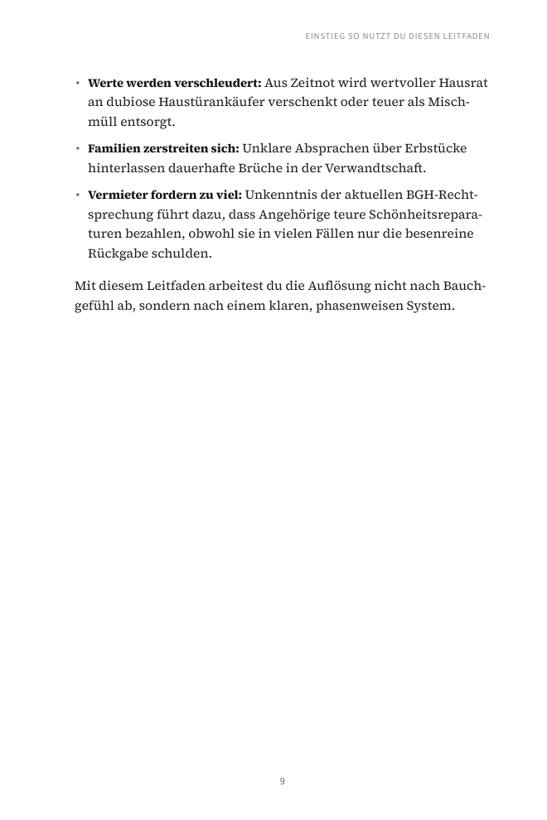 EINSTIEG SO NUTZT DU DIESEN LEITFADEN
• Werte werden verschleudert: Aus Zeitnot wird wertvoller Hausrat
an dubiose Haustürankäufer verschenkt oder teuer als Misch-
müll entsorgt.
• Familien zerstreiten sich: Unklare Absprachen über Erbstücke
hinterlassen dauerhafte Brüche in der Verwandtschaft.
• Vermieter fordern zu viel: Unkenntnis der aktuellen BGH-Recht-
sprechung führt dazu, dass Angehörige teure Schönheitsrepara-
turen bezahlen, obwohl sie in vielen Fällen nur die besenreine
Rückgabe schulden.
Mit diesem Leitfaden arbeitest du die Auflösung nicht nach Bauch-
gefühl ab, sondern nach einem klaren, phasenweisen System.
9